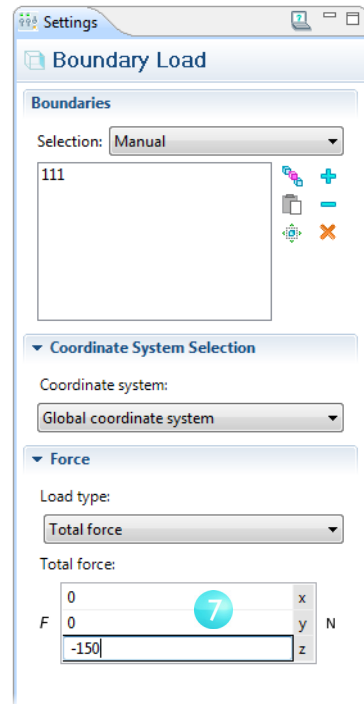 Settings
Boundary Load
Boundaries
Selection: Manual
111
Coordinate System Selection
Coordinate system:
Global coordinate system
Force
Load type:
Total force
Total force:
0 x
F 0 7 y N
-150 z